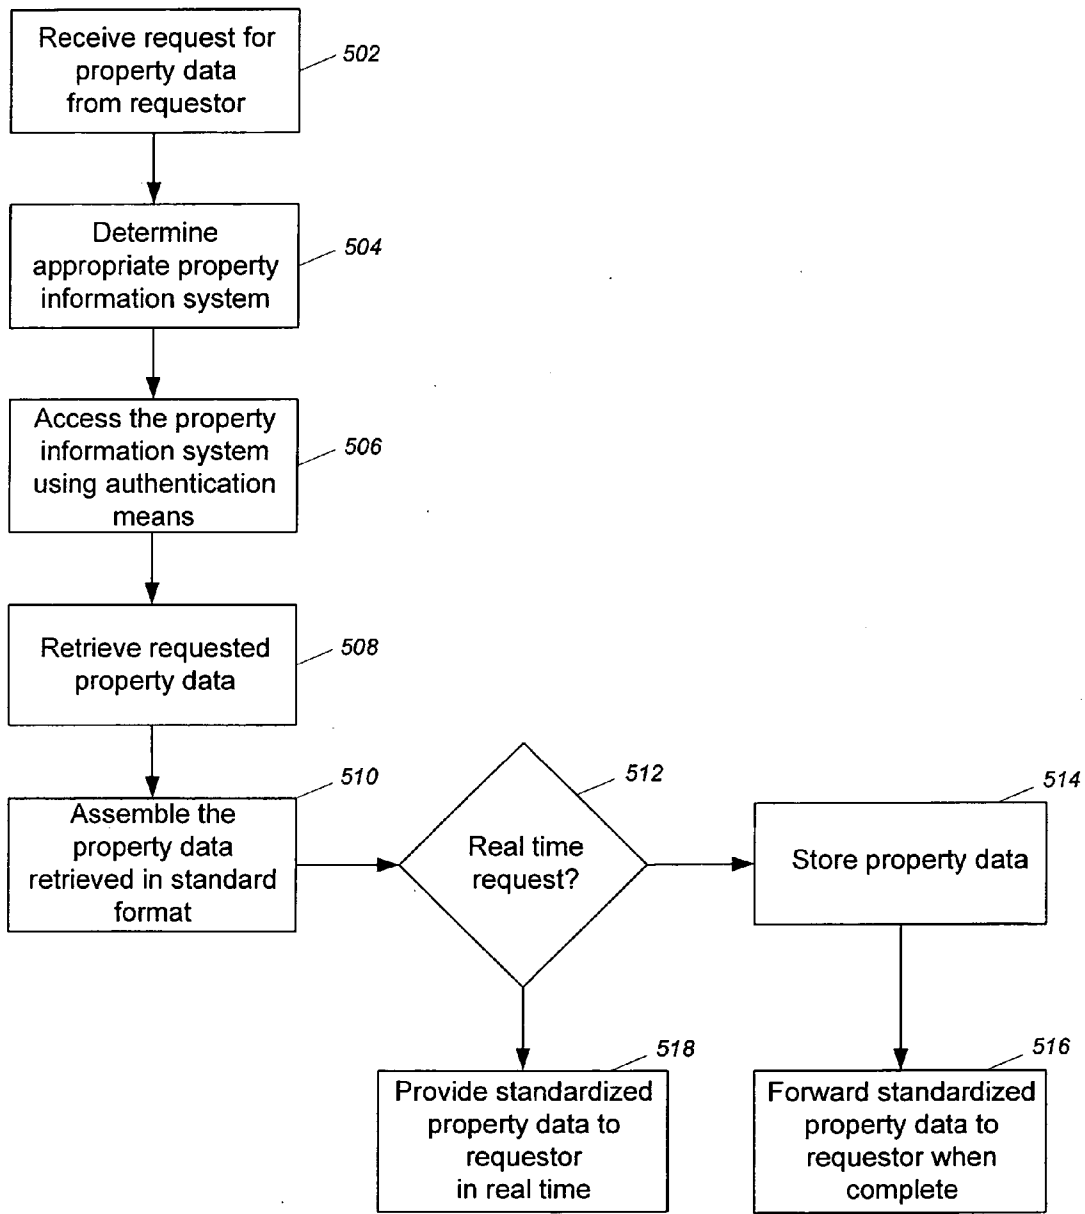 Receive request for
property data
from requestor
502
Determine
appropriate property
information system
504
Access the property
information system
using authentication
means
506
Retrieve requested
property data
508
Assemble the
property data
retrieved in standard
format
510
Real time
request?
512
Store property data
514
Provide standardized
property data to
requestor
in real time
518
Forward standardized
property data to
requestor when
complete
516